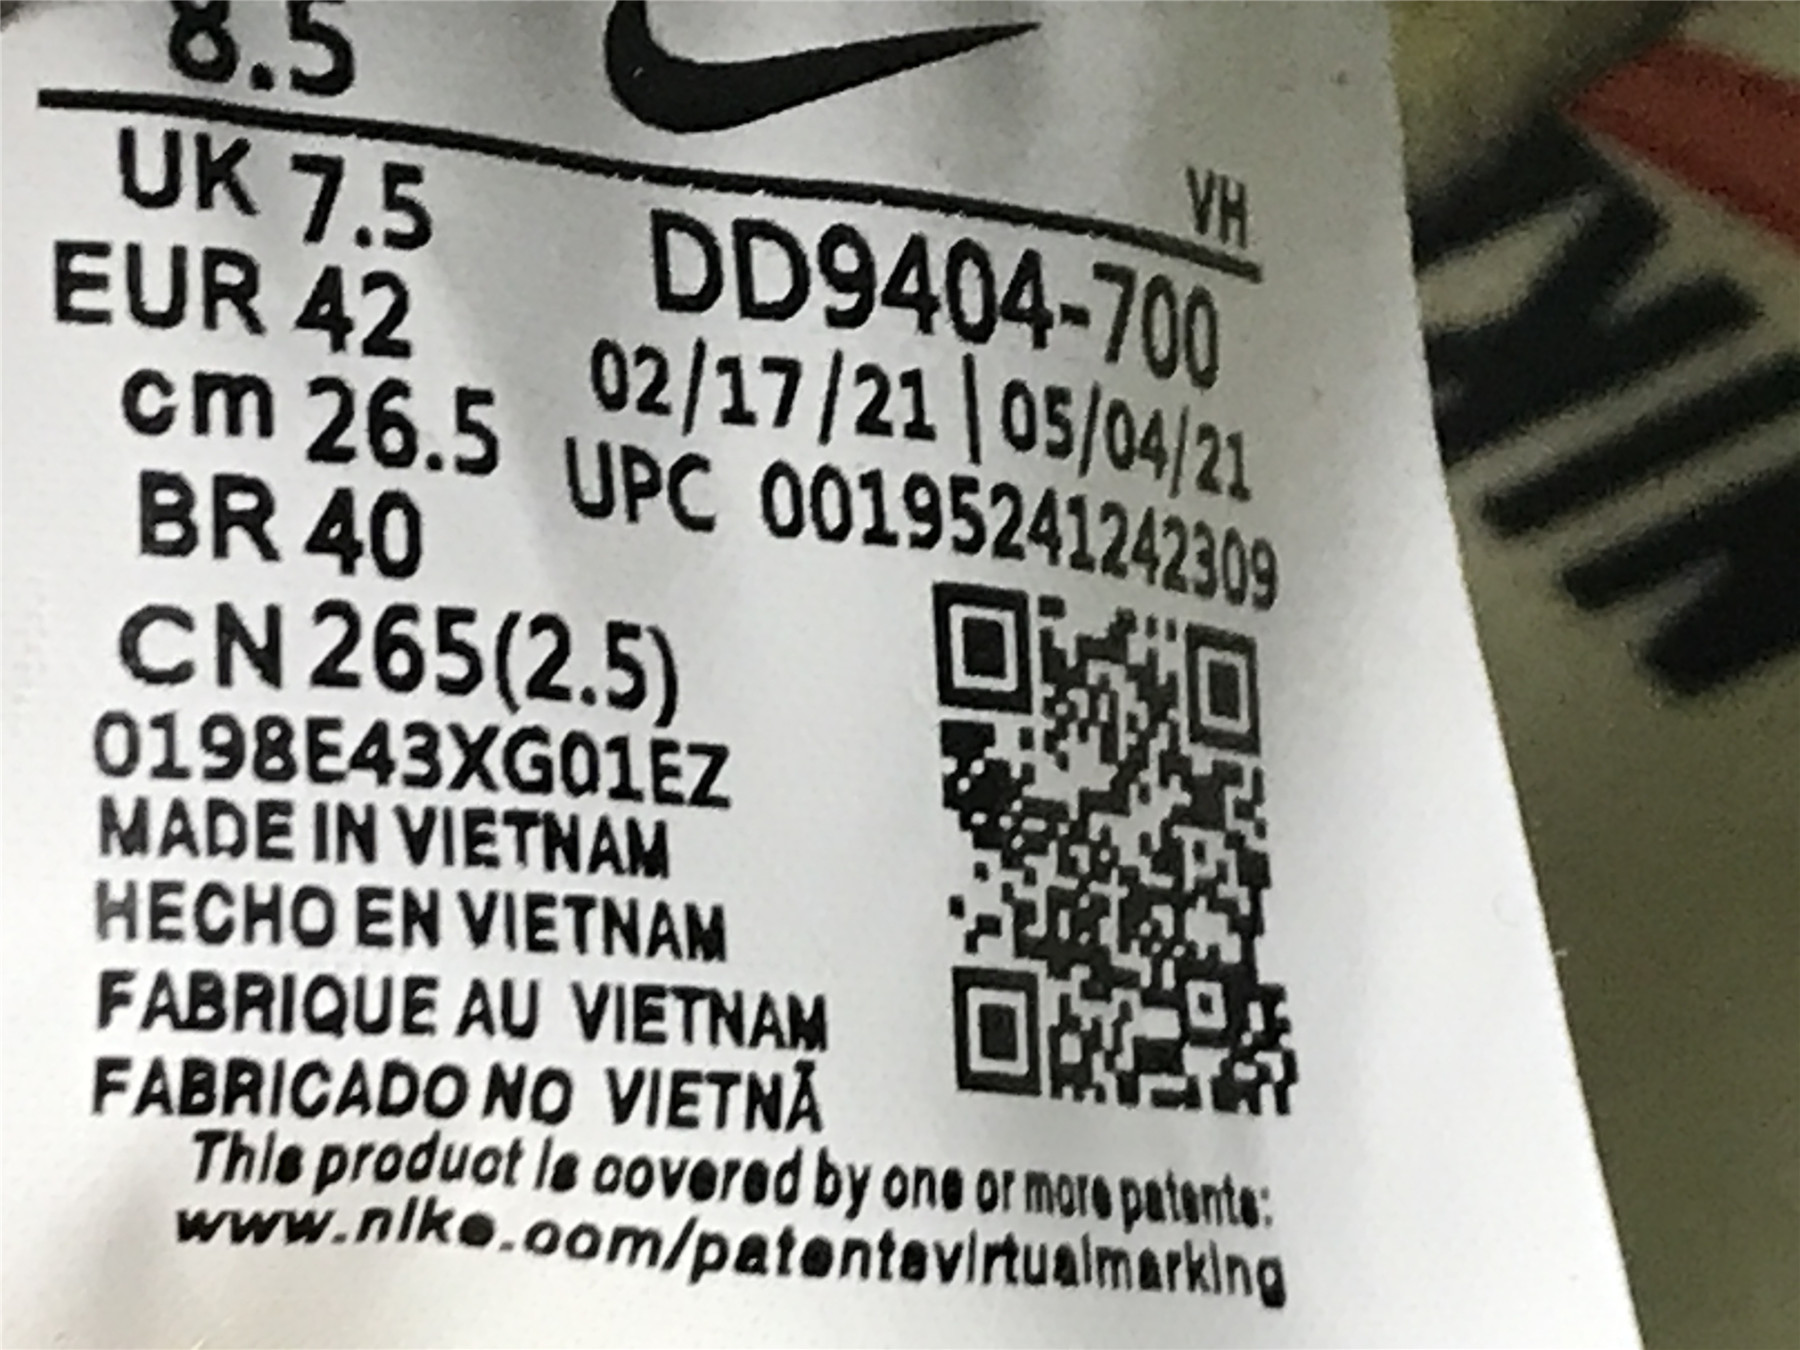 8.5
VH
UK 7.5
EUR 42
cm 26.5
BR 40
CN 265(2.5)
DD9404-700
02/17/21 | 05/04/21
UPC 00195241242309
0198E43XG01EZ
MADE IN VIETNAM
HECHO EN VIETNAM
FABRIQUE AU VIETNAM
FABRICADO NO VIETNÃ
This product is covered by one or more patents:
www.nike.com/patentsvirtualmarking